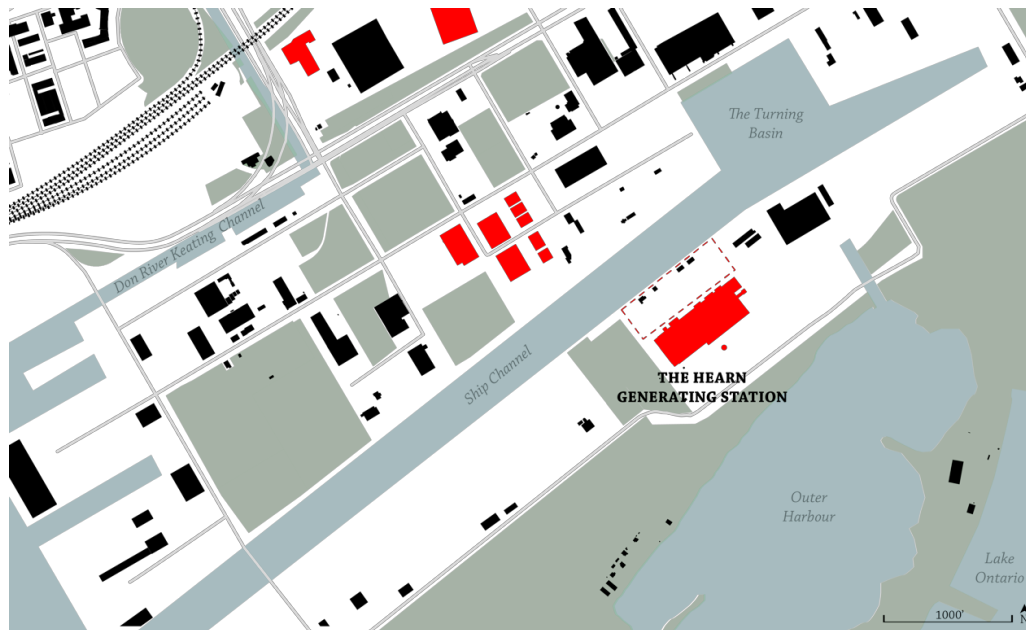 The Turning
Basin
Don River Keating Channel
Ship Channel
THE HEARN
GENERATING STATION
Outer
Harbour
Lake
Ontario
1000'
N